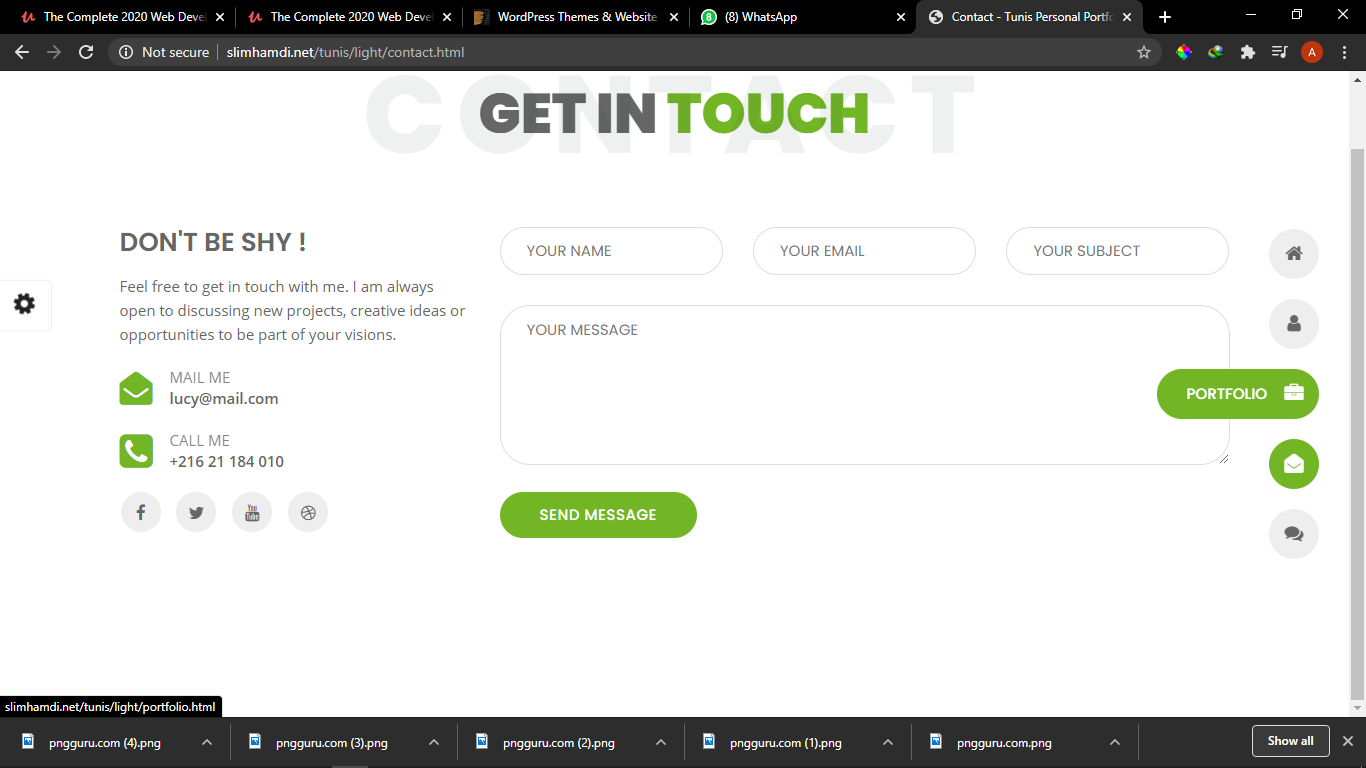 The Complete 2020 Web Devel
The Complete 2020 Web Devel
WordPress Themes & Website
(8) WhatsApp
Contact - Tunis Personal Portfo
Not secure
slimhamdi.net/tunis/light/contact.html
A
CONTACT
GET IN TOUCH
DON'T BE SHY !
Feel free to get in touch with me. I am always
open to discussing new projects, creative ideas or
opportunities to be part of your visions.
MAIL ME
lucy@mail.com
CALL ME
+216 21 184 010
YOUR NAME
YOUR EMAIL
YOUR SUBJECT
YOUR MESSAGE
SEND MESSAGE
PORTFOLIO
slimhamdi.net/tunis/light/portfolio.html
pngguru.com (4).png
pngguru.com (3).png
pngguru.com (2).png
pngguru.com (1).png
pngguru.com.png
Show all